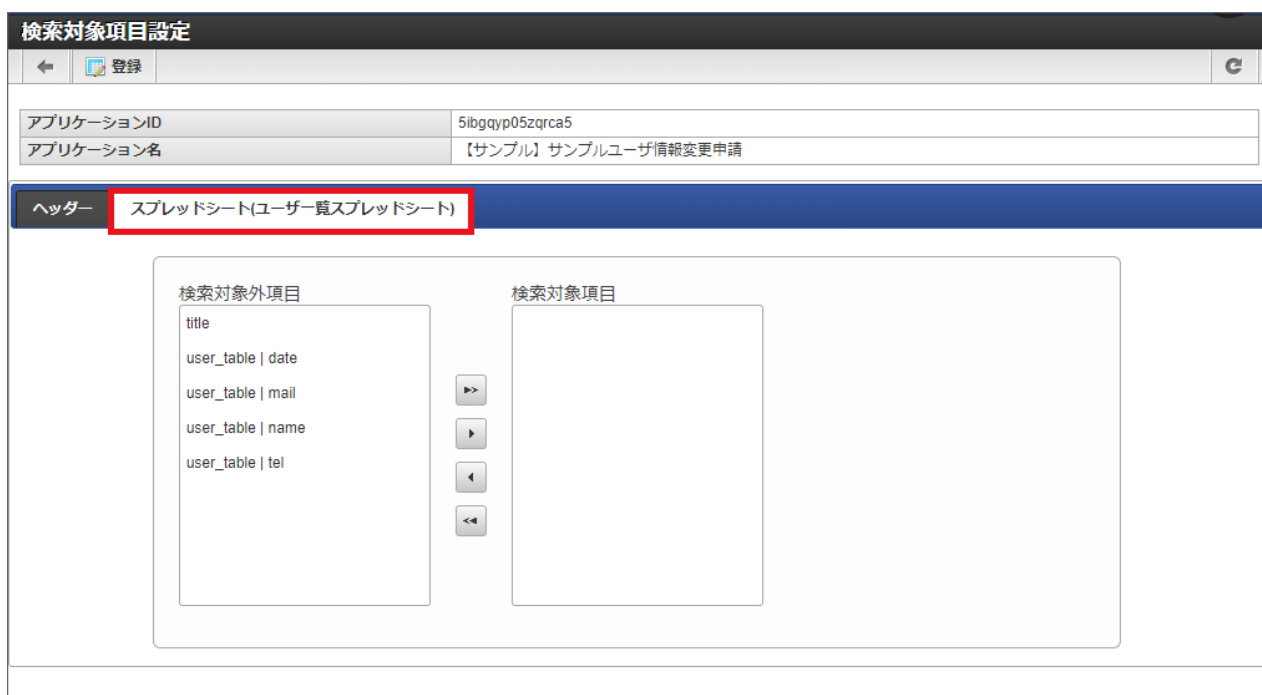 検索対象項目設定
登録
アプリケーションID 5ibgqyp05zqrca5
アプリケーション名 【サンプル】サンプルユーザ情報変更申請
ヘッダー スプレッドシート(ユーザ一覧スプレッドシート)
検索対象外項目 検索対象項目
title
user_table | date
user_table | mail
user_table | name
user_table | tel